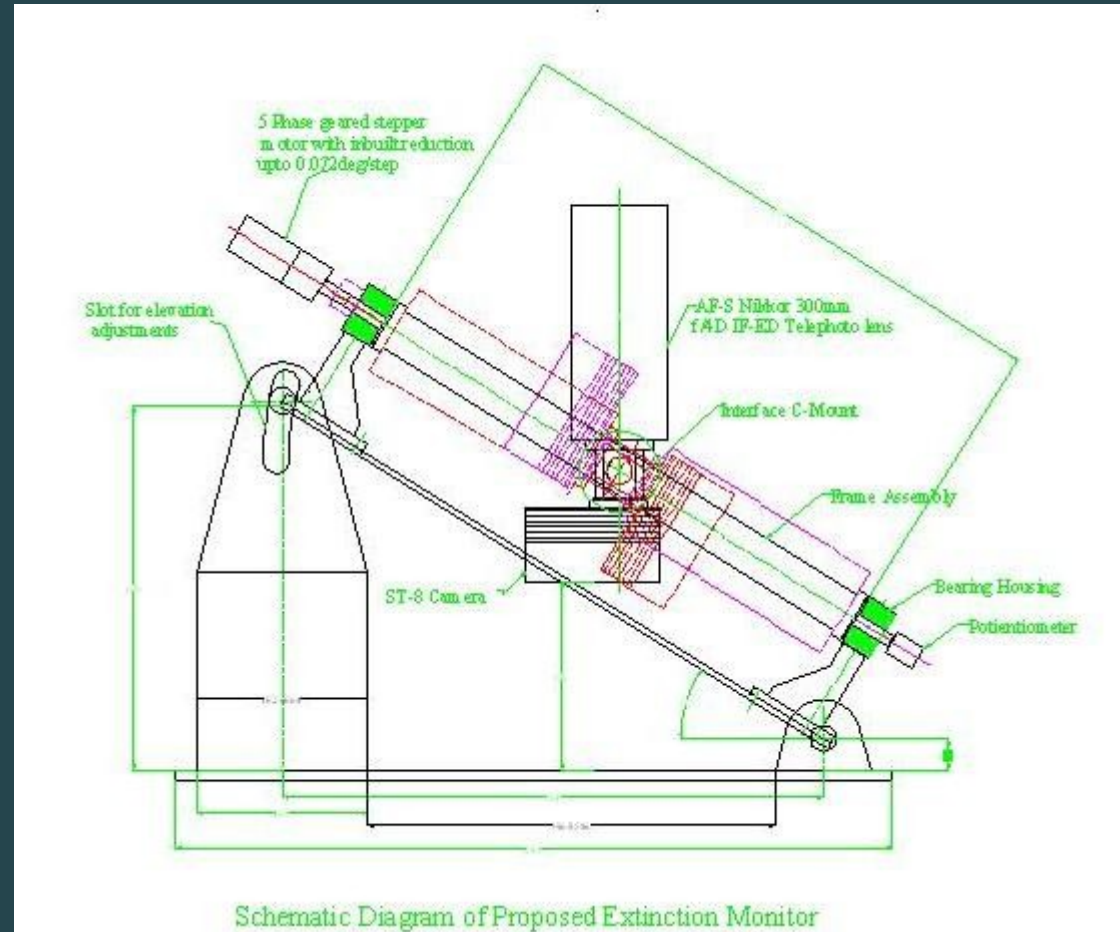 5 Phase geared stepper
motor with inbuilt reduction
upto 0.072deg/step
Slot for elevation
adjustments
AF-S Nikkor 300mm
f/4D IF-ED Telephoto lens
Interface C-Mount
Frame Assembly
ST-8 Camera
Bearing Housing
Potientiometer
Schematic Diagram of Proposed Extinction Monitor